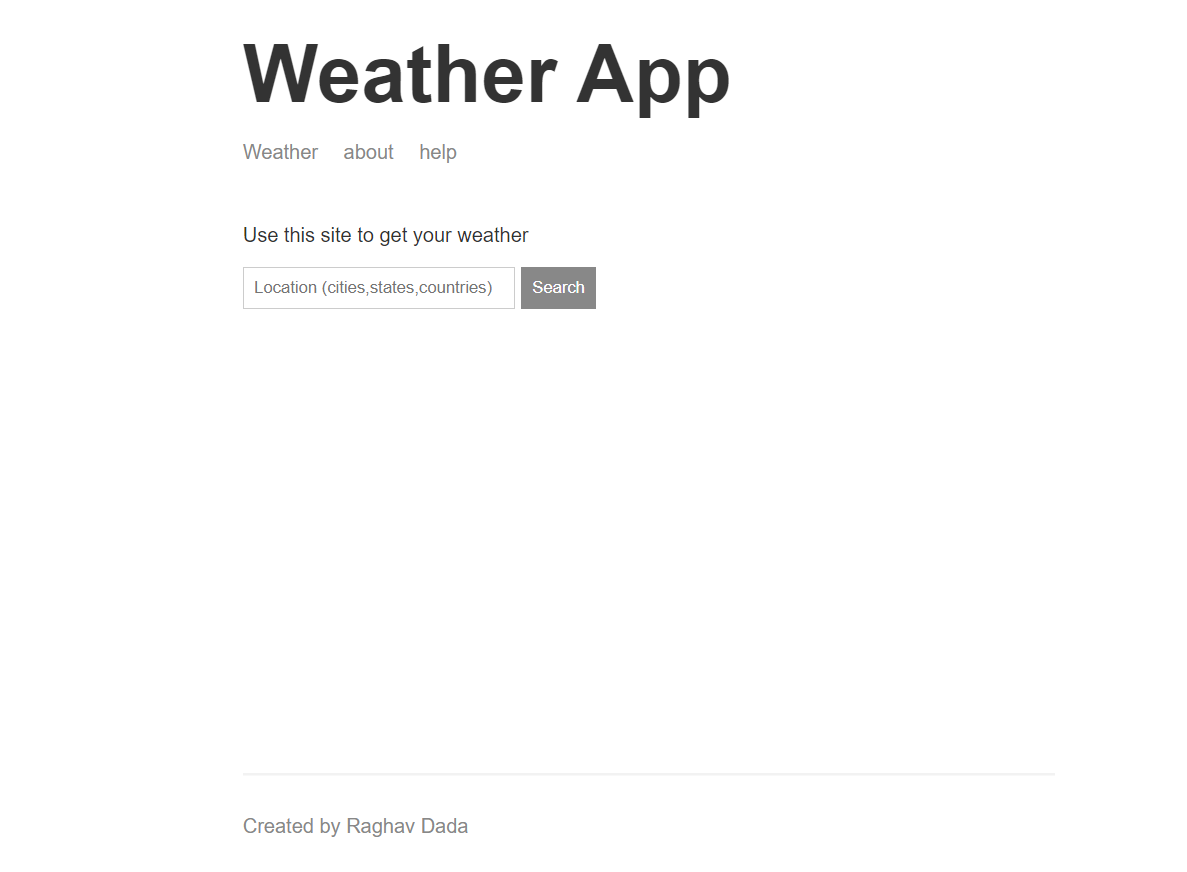 Weather App
Weather about help
Use this site to get your weather
Location (cities,states,countries) Search
Created by Raghav Dada